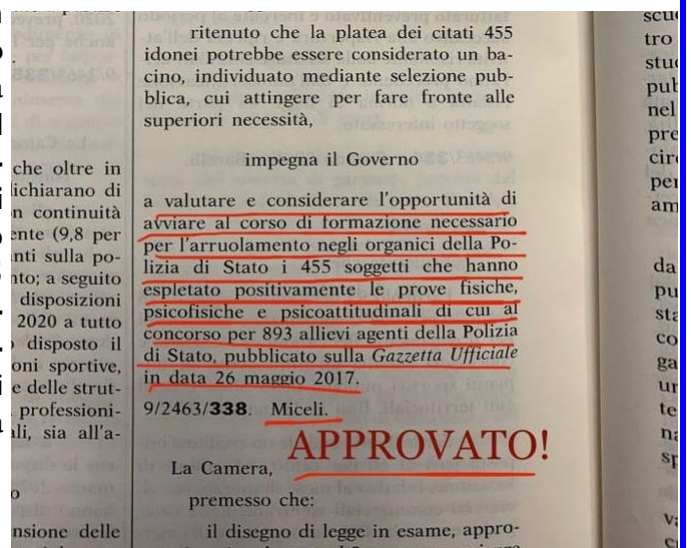 che oltre in
ichiarano di
n continuità
ente (9,8 per
nti sulla po-
nto; a seguito
disposizioni
2020 a tutto
disposto il
oni sportive,
e delle strut-
professioni-
ali, sia all'a-
nsione delle
ritenuto che la platea dei citati 455
idonei potrebbe essere considerato un ba-
cino, individuato mediante selezione pub-
blica, cui attingere per fare fronte alle
superiori necessità,
impegna il Governo
a valutare e considerare l'opportunità di
avviare al corso di formazione necessario
per l'arruolamento negli organici della Po-
lizia di Stato i 455 soggetti che hanno
espletato positivamente le prove fisiche,
psicofisiche e psicoattitudinali di cui al
concorso per 893 allievi agenti della Polizia
di Stato, pubblicato sulla Gazzetta Ufficiale
in data 26 maggio 2017.
9/2463/338. Miceli.
APPROVATO!
La Camera,
premesso che:
il disegno di legge in esame, appro-
scu
tro
stu
pub
nel
pre
circ
per
am
da
pu
sta
co
ga
te
sp
va